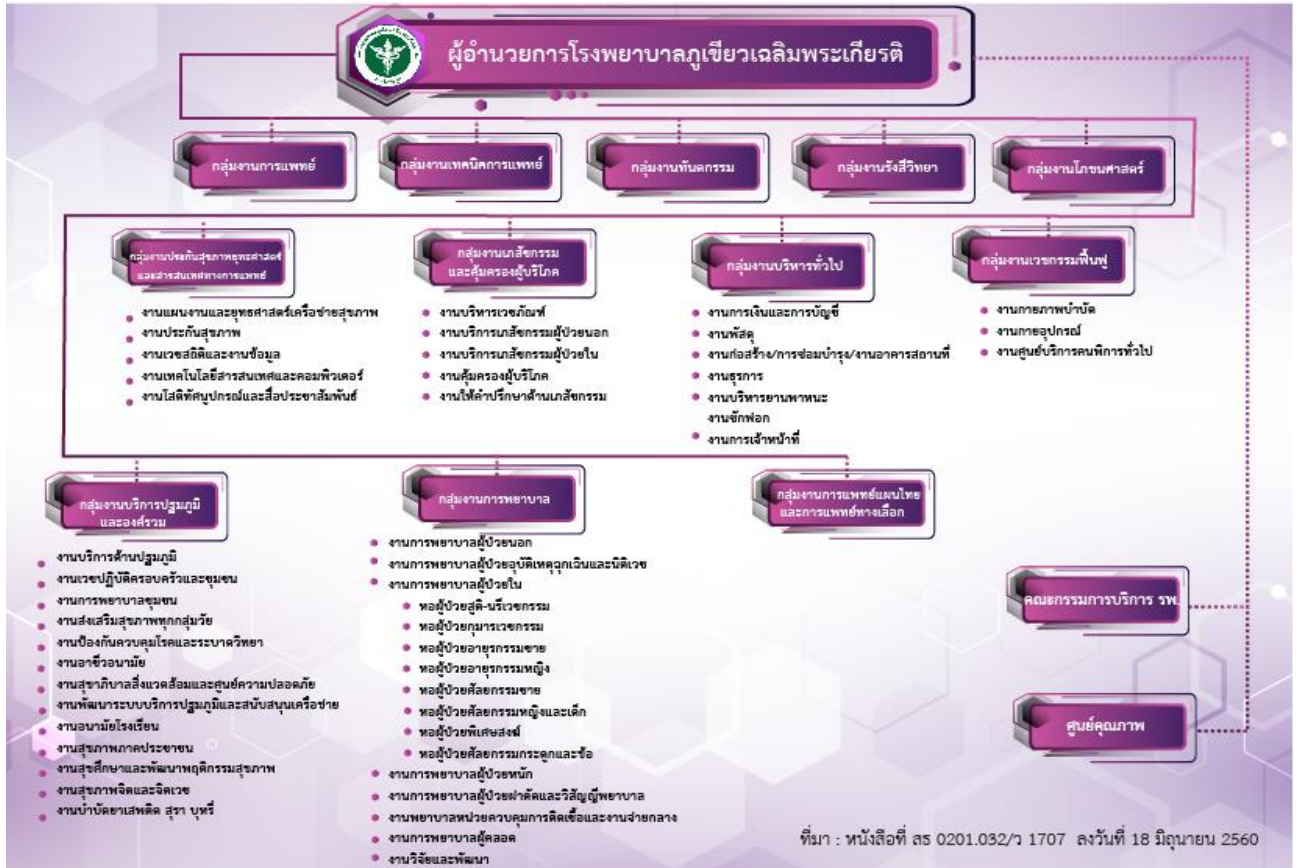 ผู้อำนวยการโรงพยาบาลภูเขียวเฉลิมพระเกียรติ
กลุ่มงานการแพทย์
กลุ่มงานเทคนิคการแพทย์
กลุ่มงานทันตกรรม
กลุ่มงานรังสีวิทยา
กลุ่มงานโภชนศาสตร์
กลุ่มงานประกันสุขภาพยุทธศาสตร์
และสารสนเทศทางการแพทย์
งานแผนงานและยุทธศาสตร์เครือข่ายสุขภาพ
งานประกันสุขภาพ
งานเวชสถิติและงานข้อมูล
งานเทคโนโลยีสารสนเทศและคอมพิวเตอร์
งานโสตทัศนูปกรณ์และสื่อประชาสัมพันธ์
กลุ่มงานเภสัชกรรม
และคุ้มครองผู้บริโภค
งานบริหารเวชภัณฑ์
งานบริการเภสัชกรรมผู้ป่วยนอก
งานบริการเภสัชกรรมผู้ป่วยใน
งานคุ้มครองผู้บริโภค
งานให้คำปรึกษาด้านเภสัชกรรม
กลุ่มงานบริหารทั่วไป
งานการเงินและการบัญชี
งานพัสดุ
งานก่อสร้าง/การซ่อมบำรุง/งานอาคารสถานที่
งานธุรการ
งานบริหารยานพาหนะ
งานซักฟอก
งานการเจ้าหน้าที่
กลุ่มงานเวชกรรมฟื้นฟู
งานกายภาพบำบัด
งานกายอุปกรณ์
งานศูนย์บริการคนพิการทั่วไป
กลุ่มงานบริการปฐมภูมิ
และองค์รวม
งานบริการด้านปฐมภูมิ
งานเวชปฏิบัติครอบครัวและชุมชน
งานการพยาบาลชุมชน
งานส่งเสริมสุขภาพทุกกลุ่มวัย
งานป้องกันควบคุมโรคและระบาดวิทยา
งานอาชีวอนามัย
งานสุขาภิบาลสิ่งแวดล้อมและศูนย์ความปลอดภัย
งานพัฒนาระบบบริการปฐมภูมิและสนับสนุนเครือข่าย
งานอนามัยโรงเรียน
งานสุขภาพภาคประชาชน
งานสุขศึกษาและพัฒนาพฤติกรรมสุขภาพ
งานสุขภาพจิตและจิตเวช
งานบำบัดยาเสพติด สุรา บุหรี่
กลุ่มงานการพยาบาล
งานการพยาบาลผู้ป่วยนอก
งานการพยาบาลผู้ป่วยอุบัติเหตุฉุกเฉินและนิติเวช
งานการพยาบาลผู้ป่วยใน
หอผู้ป่วยสูติ-นรีเวชกรรม
หอผู้ป่วยกุมารเวชกรรม
หอผู้ป่วยอายุรกรรมชาย
หอผู้ป่วยอายุรกรรมหญิง
หอผู้ป่วยศัลยกรรมชาย
หอผู้ป่วยศัลยกรรมหญิงและเด็ก
หอผู้ป่วยพิเศษสงฆ์
หอผู้ป่วยศัลยกรรมกระดูกและข้อ
งานการพยาบาลผู้ป่วยหนัก
งานการพยาบาลผู้ป่วยผ่าตัดและวิสัญญีพยาบาล
งานพยาบาลหน่วยควบคุมการติดเชื้อและงานจ่ายกลาง
งานการพยาบาลผู้คลอด
งานวิจัยและพัฒนา
กลุ่มงานการแพทย์แผนไทย
และการแพทย์ทางเลือก
คณะกรรมการบริการ รพ.
ศูนย์คุณภาพ
ที่มา : หนังสือที่ สธ 0201.032/ว 1707 ลงวันที่ 18 มิถุนายน 2560